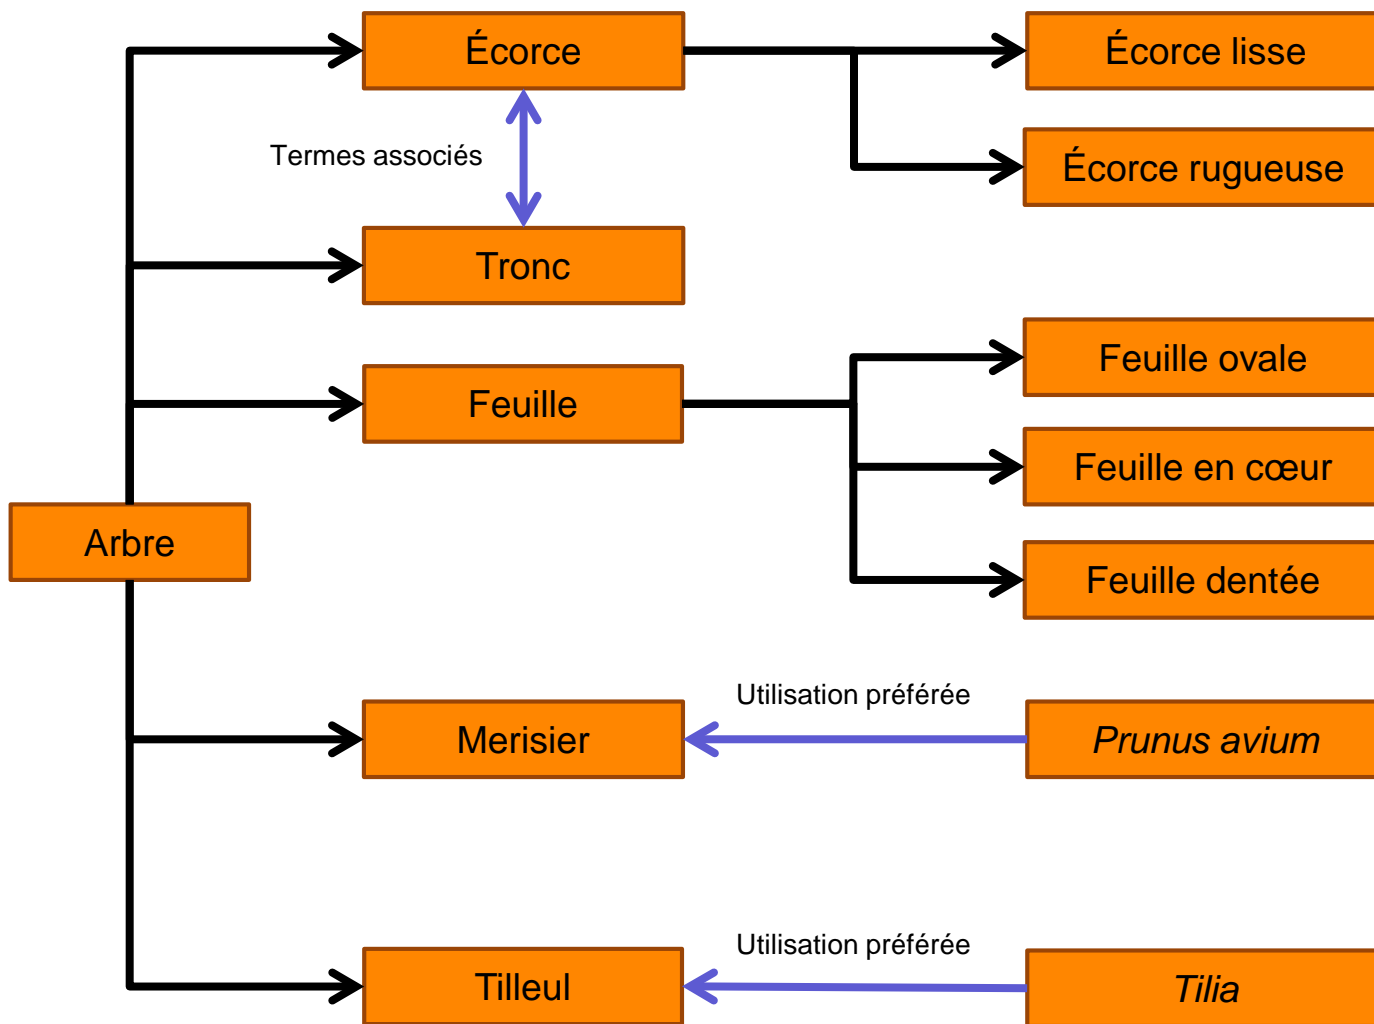 Écorce
Écorce lisse
Termes associés
Écorce rugueuse
Tronc
Feuille ovale
Feuille
Feuille en cœur
Arbre
Feuille dentée
Utilisation préférée
Merisier
Prunus avium
Utilisation préférée
Tilleul
Tilia